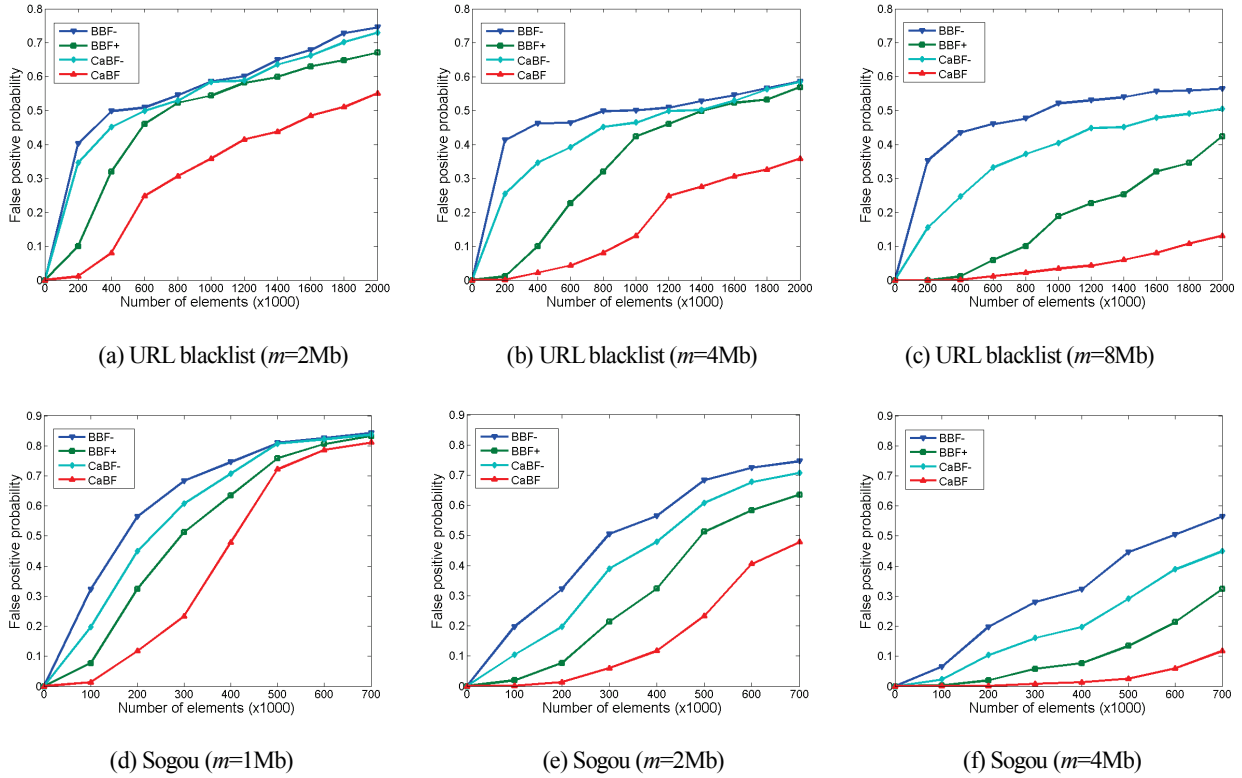 0.8
0.7
0.6
0.5
0.4
0.3
0.2
0.1
0
False positive probability
BBF-
BBF+
CaBF-
CaBF
0 200 400 600 800 1000 1200 1400 1600 1800 2000
Number of elements (x1000)
(a) URL blacklist (m=2Mb)
0.8
0.7
0.6
0.5
0.4
0.3
0.2
0.1
0
False positive probability
BBF-
BBF+
CaBF-
CaBF
0 200 400 600 800 1000 1200 1400 1600 1800 2000
Number of elements (x1000)
(b) URL blacklist (m=4Mb)
0.8
0.7
0.6
0.5
0.4
0.3
0.2
0.1
0
False positive probability
BBF-
BBF+
CaBF-
CaBF
0 200 400 600 800 1000 1200 1400 1600 1800 2000
Number of elements (x1000)
(c) URL blacklist (m=8Mb)
0.9
0.8
0.7
0.6
0.5
0.4
0.3
0.2
0.1
0
False positive probability
BBF-
BBF+
CaBF-
CaBF
0 100 200 300 400 500 600 700
Number of elements (x1000)
(d) Sogou (m=1Mb)
0.9
0.8
0.7
0.6
0.5
0.4
0.3
0.2
0.1
0
False positive probability
BBF-
BBF+
CaBF-
CaBF
0 100 200 300 400 500 600 700
Number of elements (x1000)
(e) Sogou (m=2Mb)
0.9
0.8
0.7
0.6
0.5
0.4
0.3
0.2
0.1
0
False positive probability
BBF-
BBF+
CaBF-
CaBF
0 100 200 300 400 500 600 700
Number of elements (x1000)
(f) Sogou (m=4Mb)